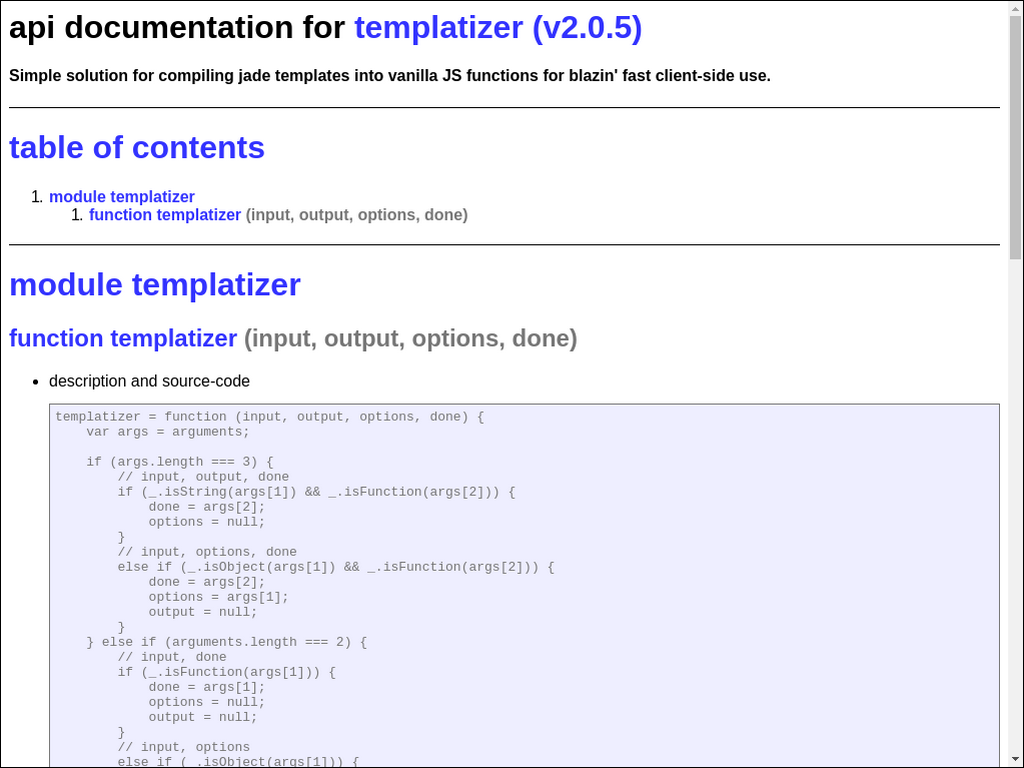 api documentation for templatizer (v2.0.5)
Simple solution for compiling jade templates into vanilla JS functions for blazin' fast client-side use.
table of contents
1. module templatizer
1. function templatizer (input, output, options, done)
module templatizer
function templatizer (input, output, options, done)
• description and source-code
templatizer = function (input, output, options, done) {
    var args = arguments;

    if (args.length === 3) {
        // input, output, done
        if (_.isString(args[1]) && _.isFunction(args[2])) {
            done = args[2];
            options = null;
        }
        // input, options, done
        else if (_.isObject(args[1]) && _.isFunction(args[2])) {
            done = args[2];
            options = args[1];
            output = null;
        }
    } else if (arguments.length === 2) {
        // input, done
        if (_.isFunction(args[1])) {
            done = args[1];
            options = null;
            output = null;
        }
        // input, options
        else if (_.isObject(args[1])) {